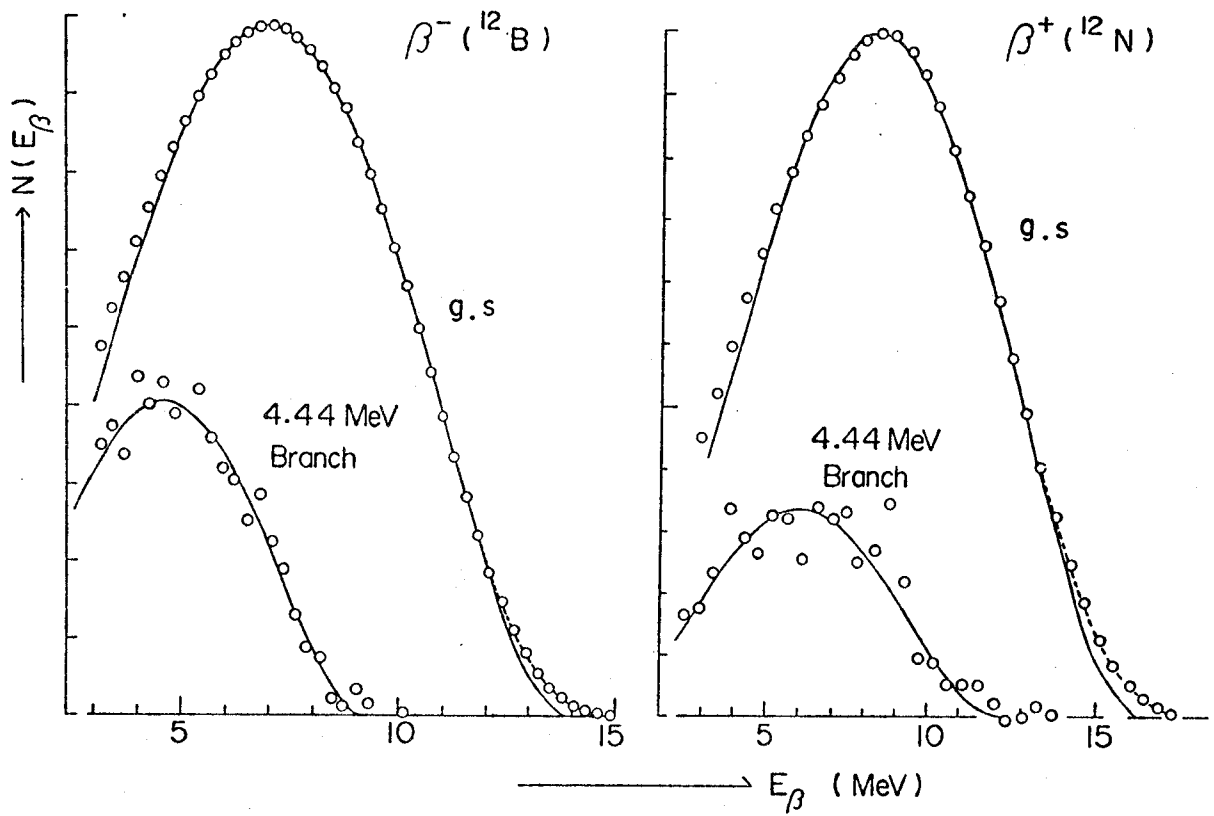 N(Eβ)
β⁻(¹²B)
g.s
4.44 MeV
Branch
5
10
15
β⁺(¹²N)
g.s
4.44 MeV
Branch
5
10
15
Eβ (MeV)